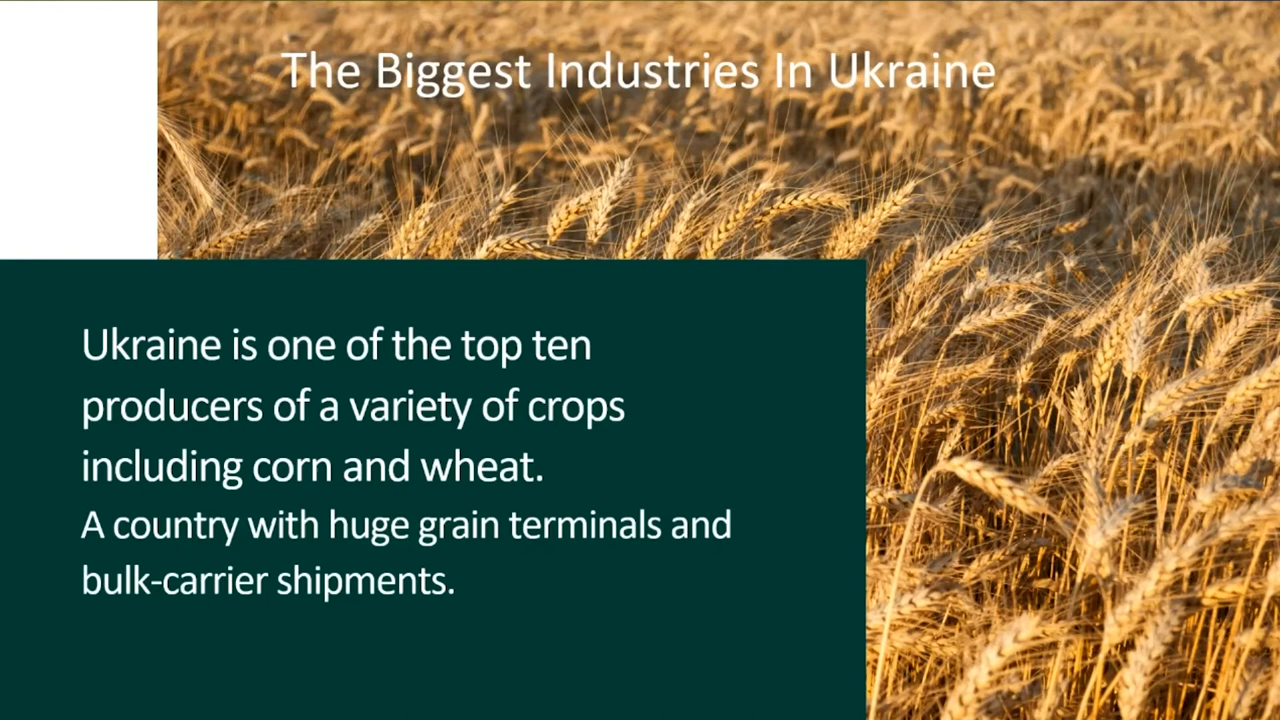 The Biggest Industries In Ukraine
Ukraine is one of the top ten
producers of a variety of crops
including corn and wheat.
A country with huge grain terminals and
bulk-carrier shipments.